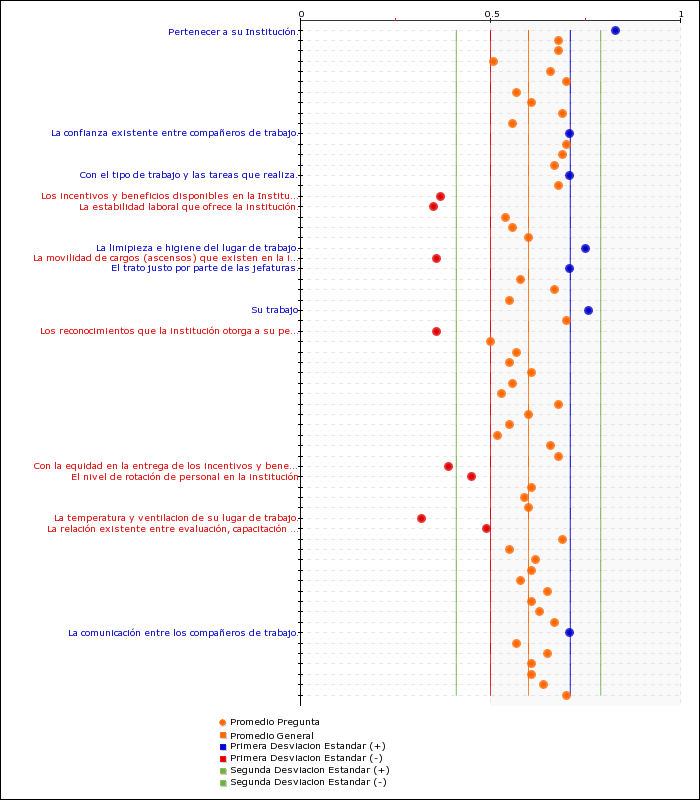 0 0.5 1
Pertenecer a su Institución.
La confianza existente entre compañeros de trabajo.
Con el tipo de trabajo y las tareas que realiza.
Los incentivos y beneficios disponibles en la Institu...
La estabilidad laboral que ofrece la institución.
La limipieza e higiene del lugar de trabajo.
La movilidad de cargos (ascensos) que existen en la i...
El trato justo por parte de las jefaturas.
Su trabajo
Los reconocimientos que la institución otorga a su pe...
Con la equidad en la entrega de los incentivos y bene...
El nivel de rotación de personal en la institución
La temperatura y ventilacion de su lugar de trabajo.
La relación existente entre evaluación, capacitación ...
La comunicación entre los compañeros de trabajo.
Promedio Pregunta
Promedio General
Primera Desviacion Estandar (+)
Primera Desviacion Estandar (-)
Segunda Desviacion Estandar (+)
Segunda Desviacion Estandar (-)